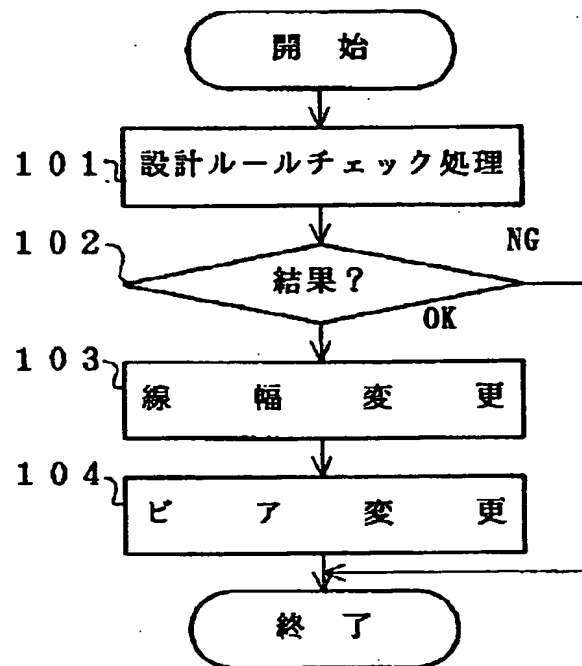 開 始
101 設計ルールチェック処理
102 結果？ NG
OK
103 線 幅 変 更
104 ビ ア 変 更
終 了